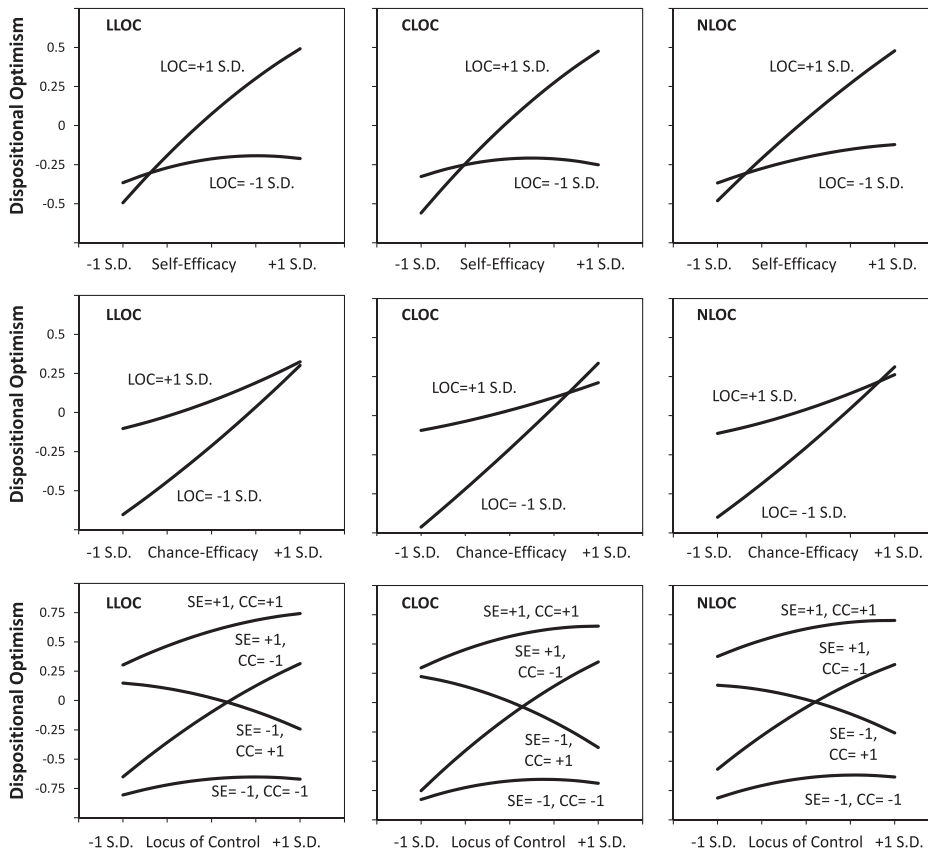 LLOC
CLOC
NLOC
Dispositional Optimism
0.5
0.25
0
-0.25
-0.5
LOC=+1 S.D.
LOC= -1 S.D.
LOC=+1 S.D.
LOC= -1 S.D.
LOC=+1 S.D.
LOC= -1 S.D.
-1 S.D. Self-Efficacy +1 S.D.
-1 S.D. Self-Efficacy +1 S.D.
-1 S.D. Self-Efficacy +1 S.D.
LLOC
CLOC
NLOC
Dispositional Optimism
0.5
0.25
0
-0.25
-0.5
LOC=+1 S.D.
LOC= -1 S.D.
LOC=+1 S.D.
LOC= -1 S.D.
LOC=+1 S.D.
LOC= -1 S.D.
-1 S.D. Chance-Efficacy +1 S.D.
-1 S.D. Chance-Efficacy +1 S.D.
-1 S.D. Chance-Efficacy +1 S.D.
LLOC
CLOC
NLOC
Dispositional Optimism
0.75
0.5
0.25
0
-0.25
-0.5
-0.75
SE=+1, CC=+1
SE= +1,
CC= -1
SE= -1,
CC= +1
SE= -1, CC= -1
SE=+1, CC=+1
SE= +1,
CC= -1
SE= -1,
CC= +1
SE= -1, CC= -1
SE=+1, CC=+1
SE= +1,
CC= -1
SE= -1,
CC= +1
SE= -1, CC= -1
-1 S.D. Locus of Control +1 S.D.
-1 S.D. Locus of Control +1 S.D.
-1 S.D. Locus of Control +1 S.D.